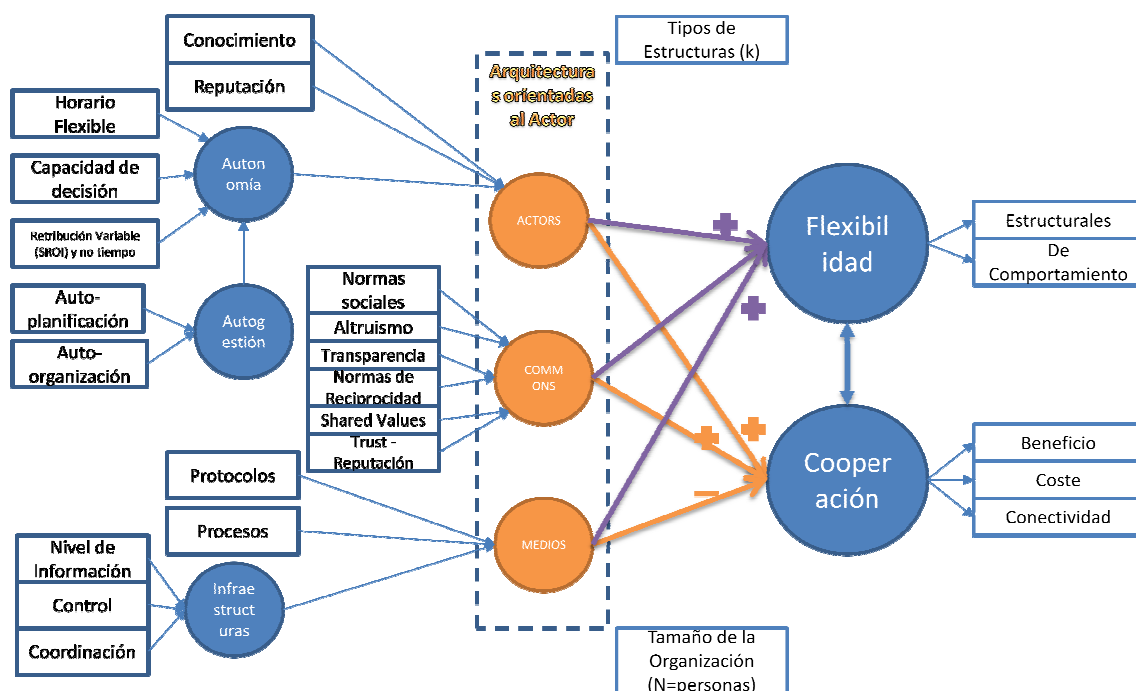 Conocimiento
Reputación
Horario
Flexible
Capacidad de
decisión
Retribución Variable
(SROI) y no tiempo
Auton
omía
Auto-
planificación
Auto-
organización
Autog
estión
Normas
sociales
Altruismo
Transparencia
Normas de
Reciprocidad
Shared Values
Trust -
Reputación
Protocolos
Procesos
Nivel de
Información
Control
Coordinación
Infrae
struct
uras
Arquitectura
s orientadas
al Actor
ACTORS
COMM
ONS
MEDIOS
Tipos de
Estructuras (k)
+
+
+
+
–
Flexibil
idad
Cooper
ación
Estructurales
De
Comportamiento
Beneficio
Coste
Conectividad
Tamaño de la
Organización
(N=personas)